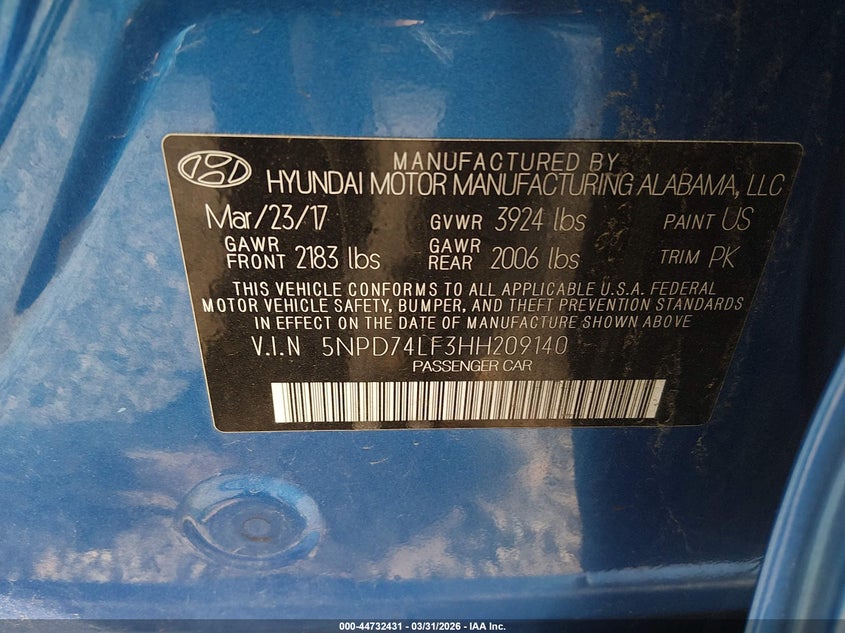 MANUFACTURED BY
HYUNDAI MOTOR MANUFACTURING ALABAMA, LLC
Mar/23/17 GVWR 3924 lbs PAINT US
GAWR FRONT 2183 lbs GAWR REAR 2006 lbs TRIM PK
THIS VEHICLE CONFORMS TO ALL APPLICABLE U.S.A. FEDERAL
MOTOR VEHICLE SAFETY, BUMPER, AND THEFT PREVENTION STANDARDS
IN EFFECT ON THE DATE OF MANUFACTURE SHOWN ABOVE
V.I.N 5NPD74LF3HH209140
PASSENGER CAR
000-44732431 - 03/31/2026 - IAA Inc.